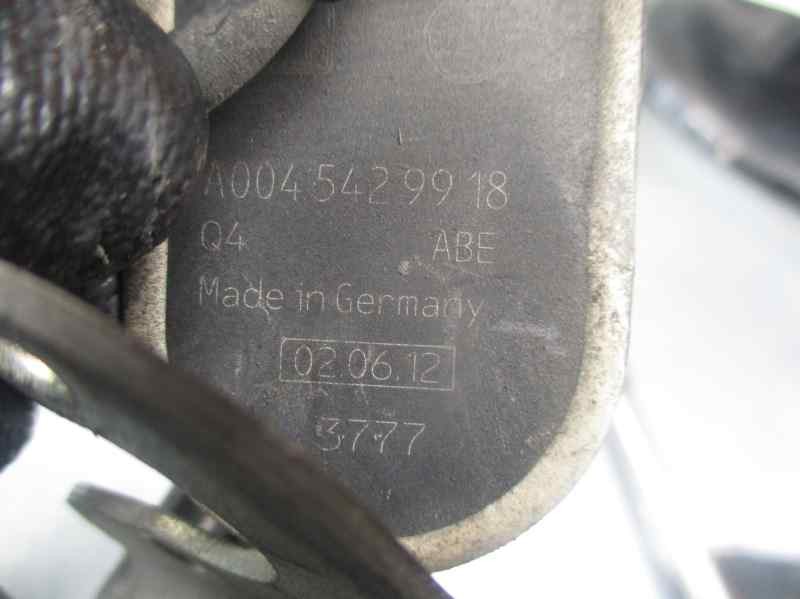 A004 542 99 18
Q4 ABE
Made in Germany
02.06.12
3777